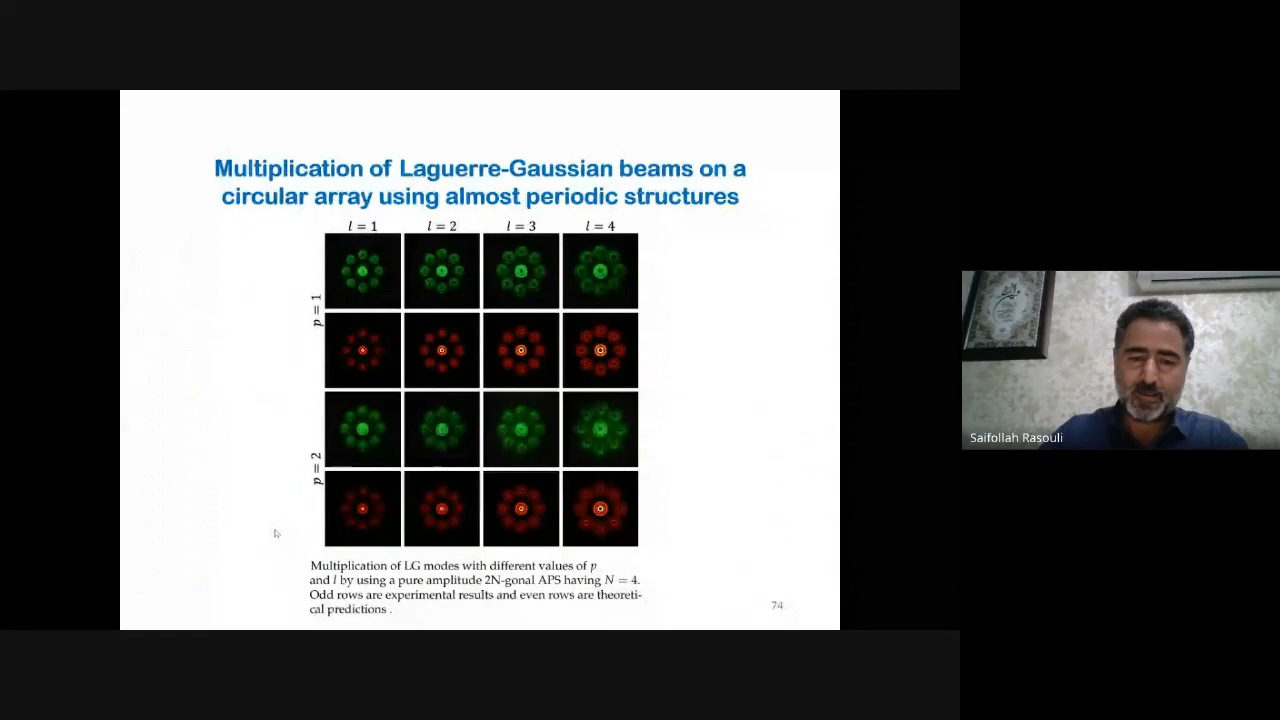 Multiplication of Laguerre-Gaussian beams on a
circular array using almost periodic structures
l = 1
l = 2
l = 3
l = 4
p = 1
p = 2
Multiplication of LG modes with different values of p
and l by using a pure amplitude 2N-gonal APS having N = 4.
Odd rows are experimental results and even rows are theoreti-
cal predictions .
74
Saifollah Rasouli